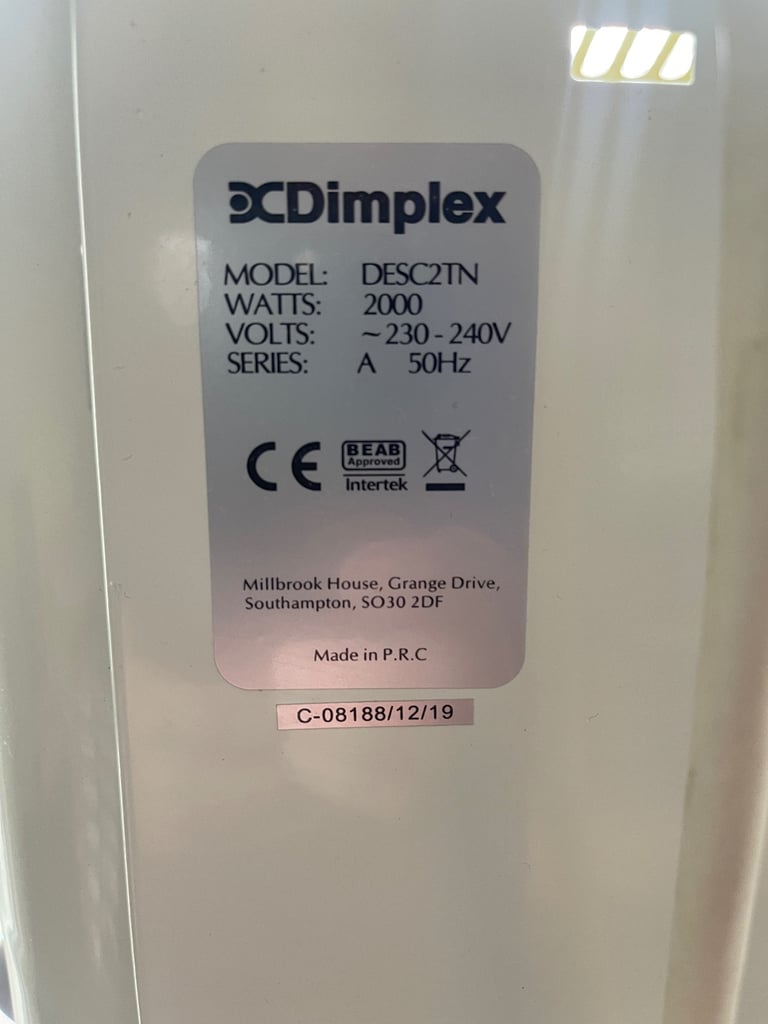 Dimplex
MODEL: DESC2TN
WATTS: 2000
VOLTS: ~230-240V
SERIES: A 50Hz
CE
BEAB
Approved
Intertek
Millbrook House, Grange Drive,
Southampton, SO30 2DF
Made in P.R.C
C-08188/12/19